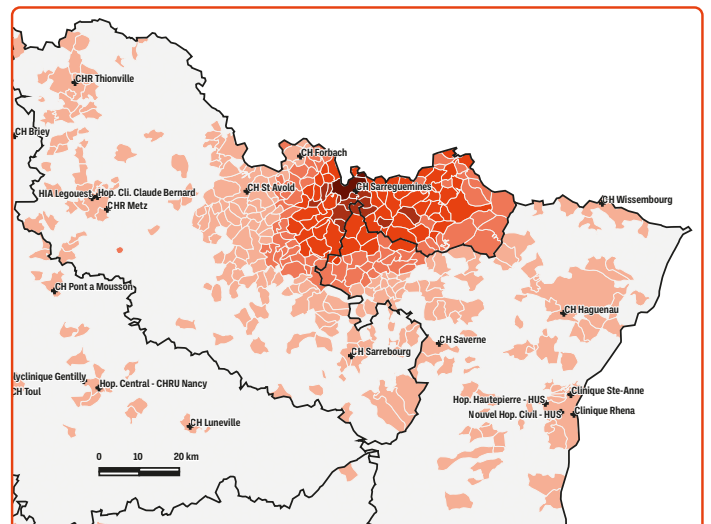 CHR Thionville
CH Briey
CH Forbach
CH St Avold
CH Sarreguemines
HIA Legouest
Hop. Cli. Claude Bernard
CHR Metz
CH Wissembourg
CH Pont a Mousson
CH Haguenau
CH Saverne
CH Sarrebourg
lyclinique Gentilly
Hop. Central - CHRU Nancy
CH Toul
Clinique Ste-Anne
Hop. Hautepierre - HUS
Clinique Rhena
Nouvel Hop. Civil - HUS
CH Luneville
0 10 20 km